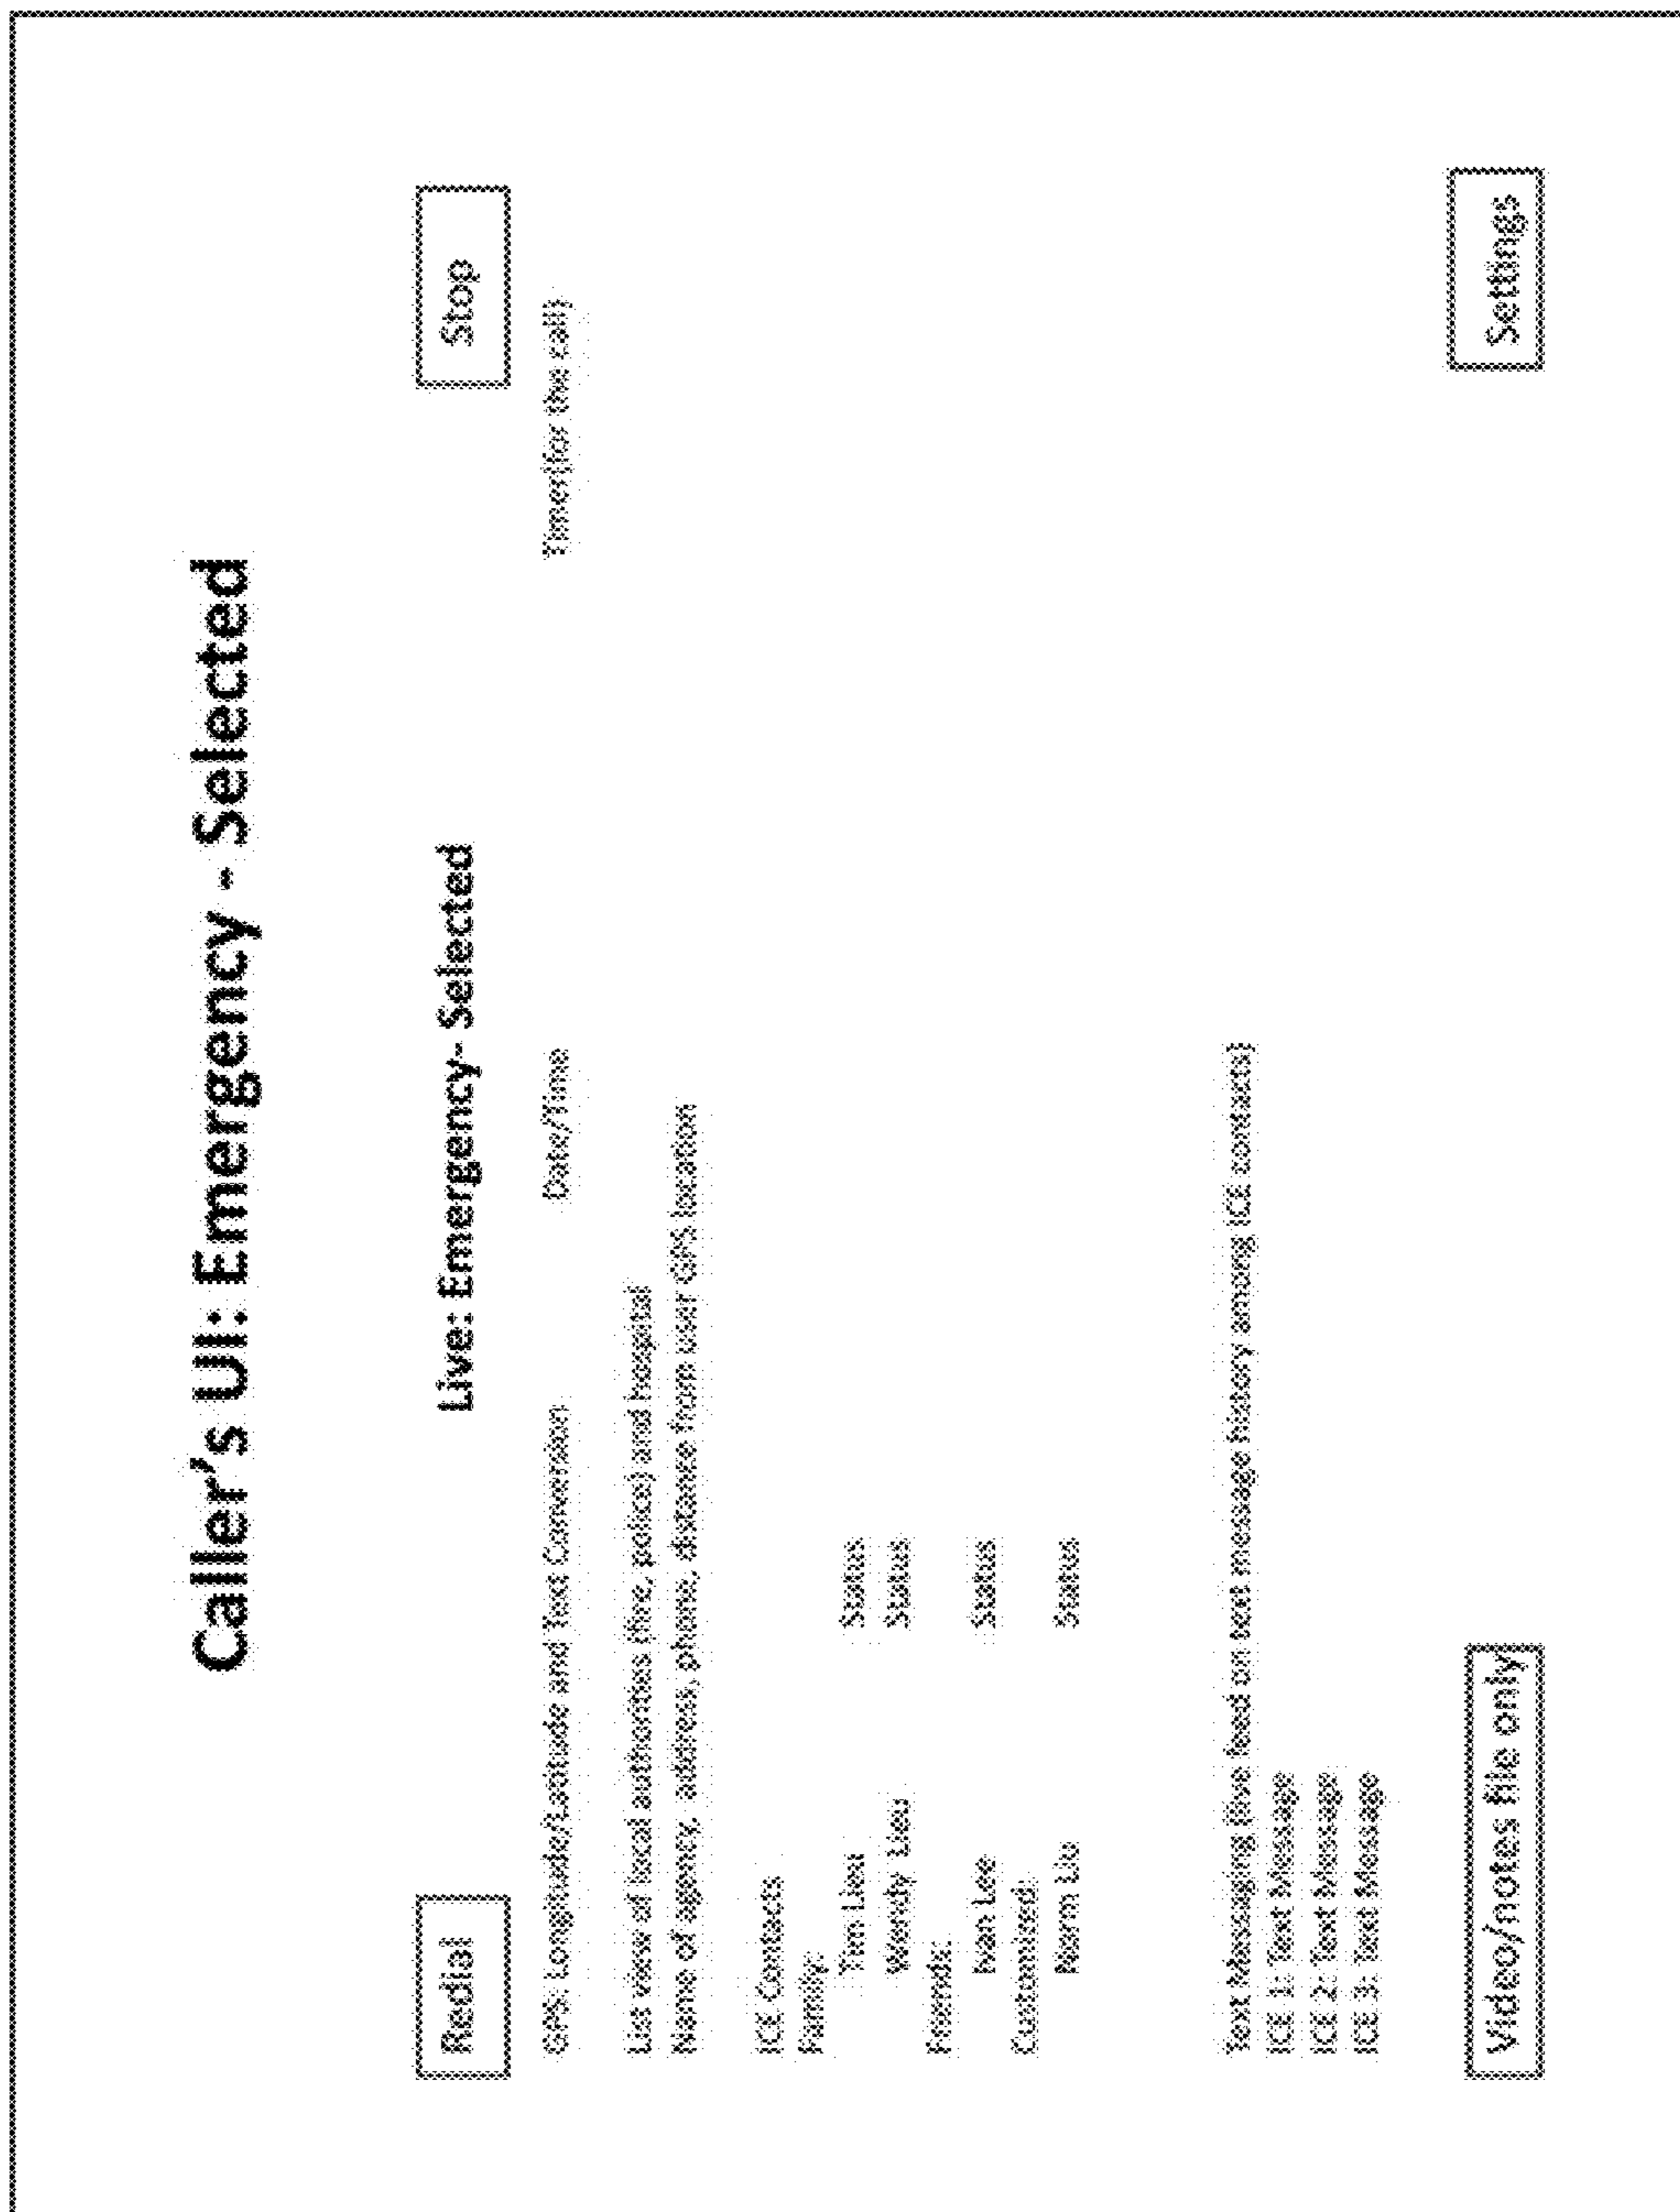 Caller's UI: Emergency - Selected
Redial Live: Emergency- Selected Stop
GPS: Longitude/Latitude and Text Conversion Date/Time Timer(for this call)
List view of local authorities (fire, police) and hospital
Name of agency, address, phone, distance from user GPS location
ICE Contacts
Family:
Tim Lieu Status
Wendy Lieu Status
Friends:
Ivan Lee Status
Customized:
Norm Liu Status
Text Messaging (live feed on text message history among ICE contacts)
ICE 1: Text Message
ICE 2: Text Message
ICE 3: Text Message
Video/notes file only Settings